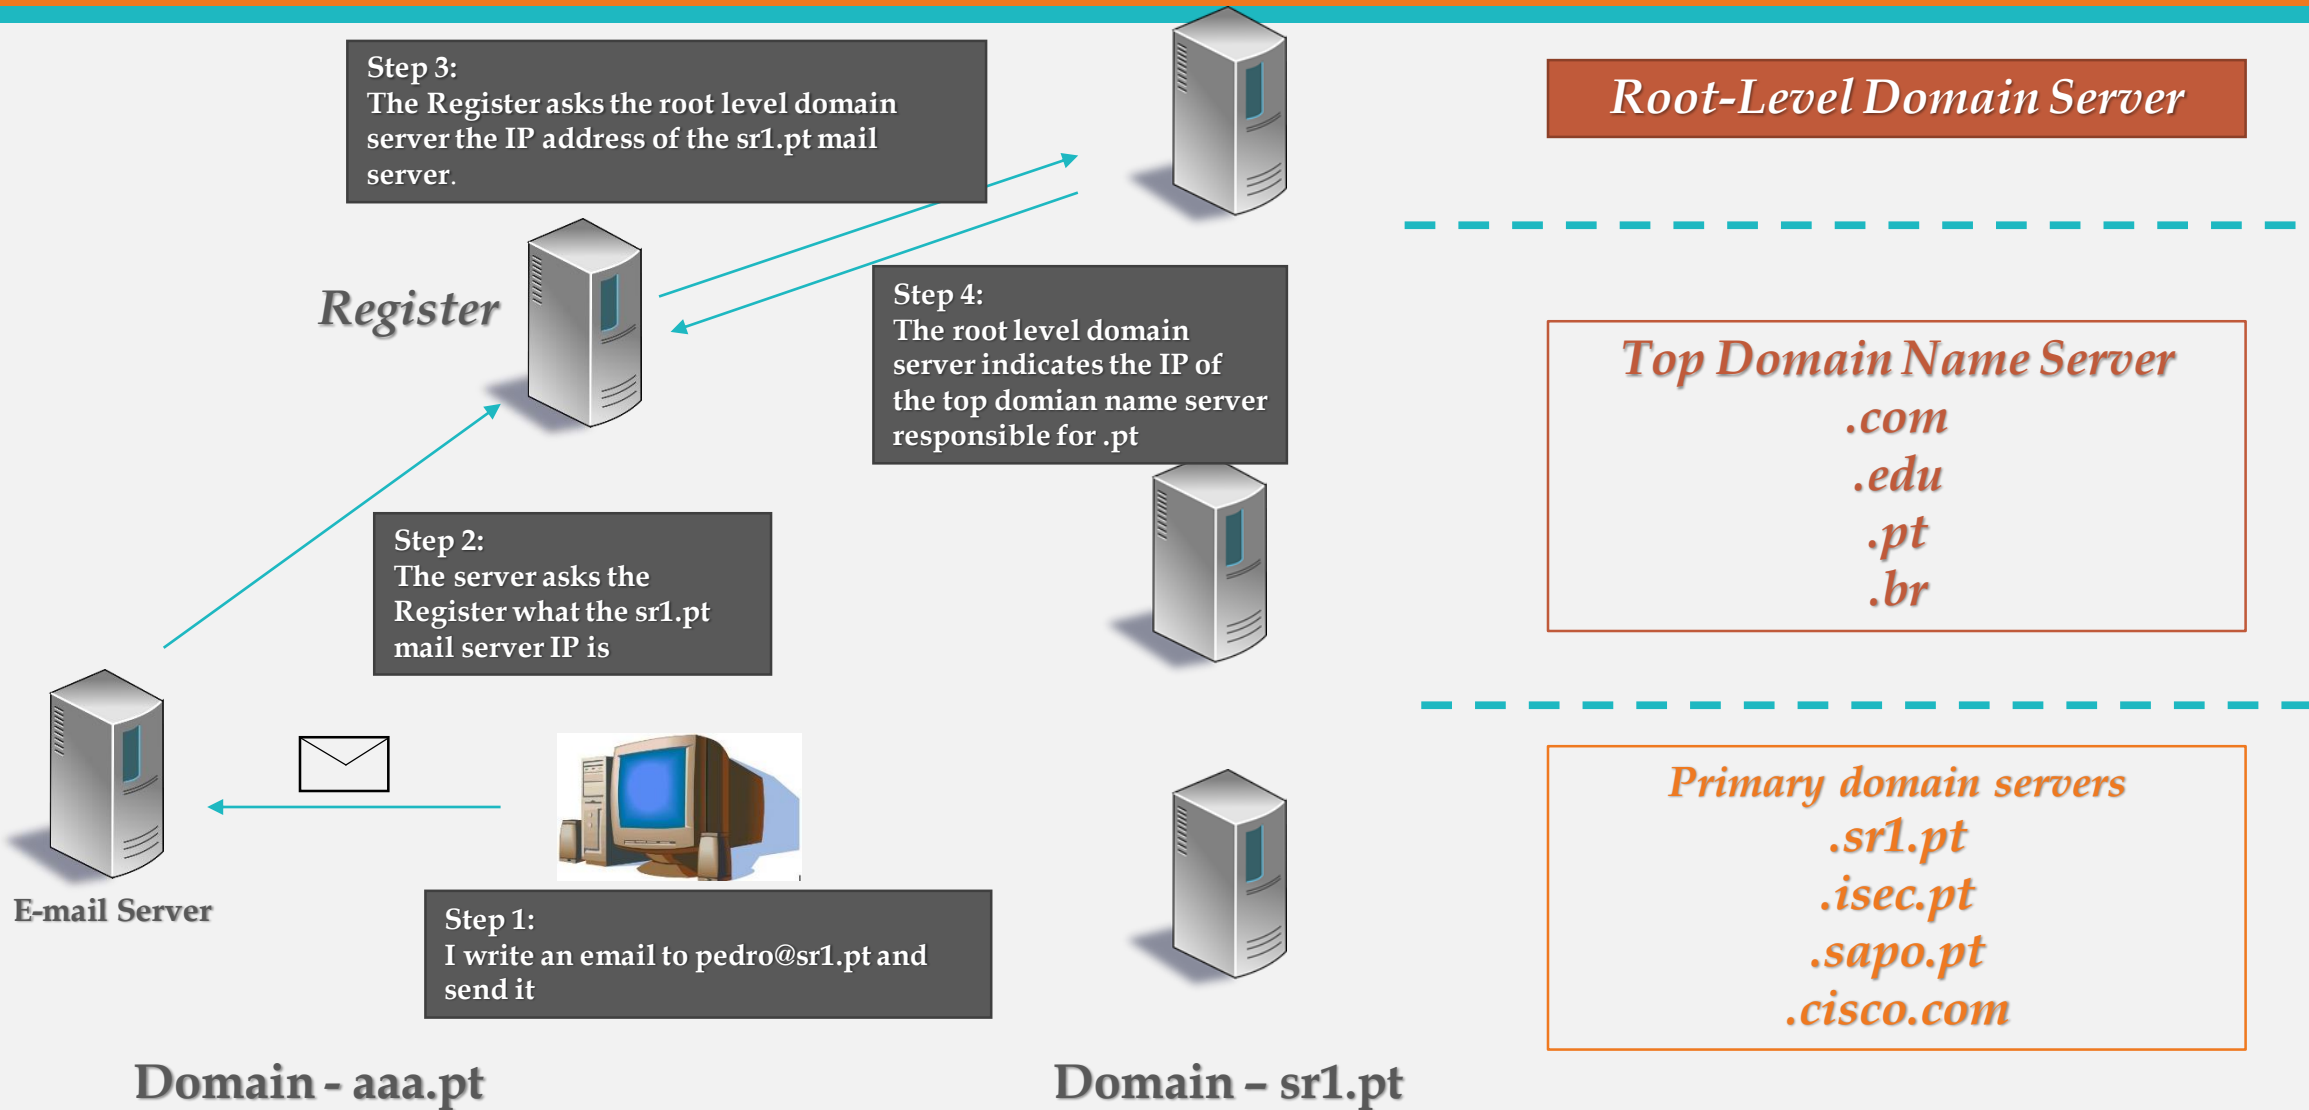 Step 3:
The Register asks the root level domain
server the IP address of the sr1.pt mail
server.
Root-Level Domain Server
Register
Step 4:
The root level domain
server indicates the IP of
the top domian name server
responsible for .pt
Top Domain Name Server
.com
.edu
.pt
.br
Step 2:
The server asks the
Register what the sr1.pt
mail server IP is
E-mail Server
Step 1:
I write an email to pedro@sr1.pt and
send it
Primary domain servers
.sr1.pt
.isec.pt
.sapo.pt
.cisco.com
Domain - aaa.pt
Domain – sr1.pt